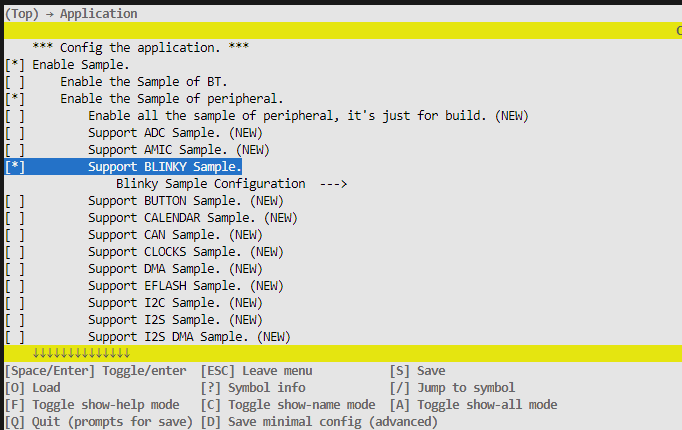 (Top) → Application
C
*** Config the application. ***
[*] Enable Sample.
[ ] Enable the Sample of BT.
[*] Enable the Sample of peripheral.
[ ] Enable all the sample of peripheral, it's just for build. (NEW)
[ ] Support ADC Sample. (NEW)
[ ] Support AMIC Sample. (NEW)
[*] Support BLINKY Sample.
Blinky Sample Configuration --->
[ ] Support BUTTON Sample. (NEW)
[ ] Support CALENDAR Sample. (NEW)
[ ] Support CAN Sample. (NEW)
[ ] Support CLOCKS Sample. (NEW)
[ ] Support DMA Sample. (NEW)
[ ] Support EFLASH Sample. (NEW)
[ ] Support I2C Sample. (NEW)
[ ] Support I2S Sample. (NEW)
[ ] Support I2S DMA Sample. (NEW)
↓↓↓↓↓↓↓↓↓↓↓↓↓↓
[Space/Enter] Toggle/enter [ESC] Leave menu [S] Save
[O] Load [?] Symbol info [/] Jump to symbol
[F] Toggle show-help mode [C] Toggle show-name mode [A] Toggle show-all mode
[Q] Quit (prompts for save) [D] Save minimal config (advanced)